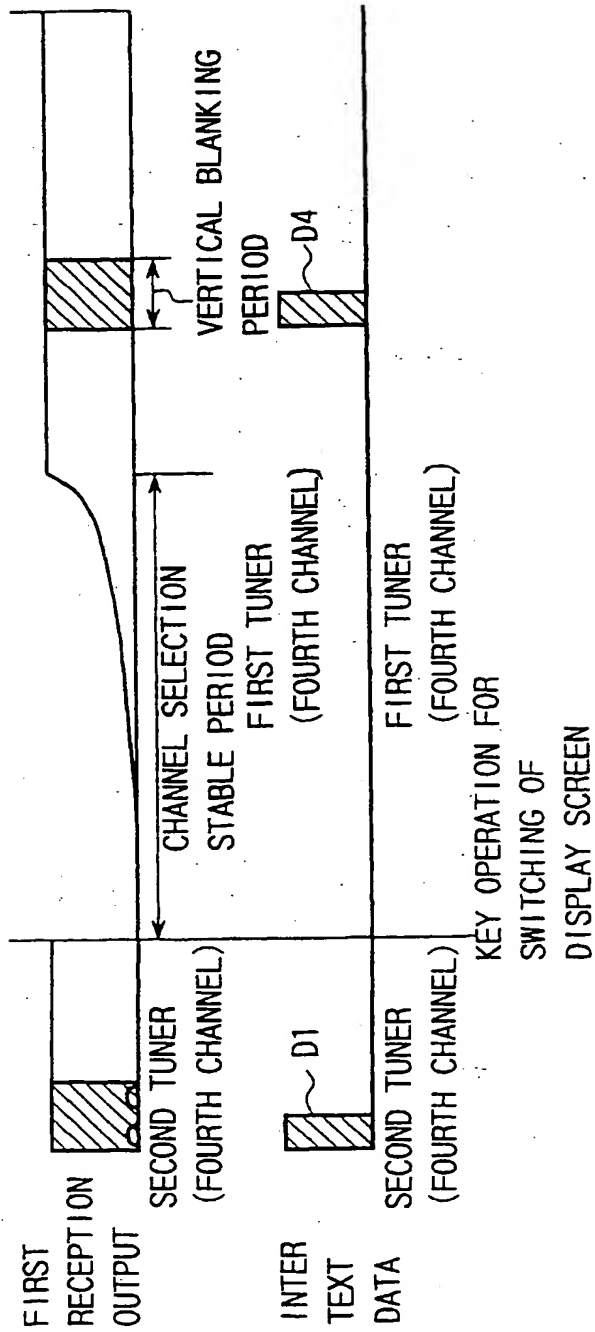 FIRST
RECEPTION
OUTPUT
SECOND TUNER
(FOURTH CHANNEL)
CHANNEL SELECTION
STABLE PERIOD
FIRST TUNER
(FOURTH CHANNEL)
VERTICAL BLANKING
PERIOD
INTER
TEXT
DATA
D1
D4
SECOND TUNER
(FOURTH CHANNEL)
FIRST TUNER
(FOURTH CHANNEL)
KEY OPERATION FOR
SWITCHING OF
DISPLAY SCREEN